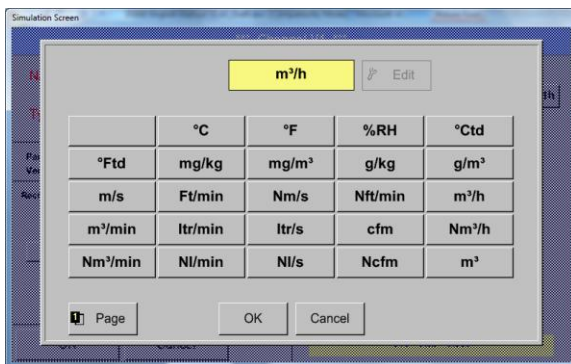 Simulation Screen
m³/h
Edit
°C °F %RH °Ctd
°Ftd mg/kg mg/m³ g/kg g/m³
m/s Ft/min Nm/s Nft/min m³/h
m³/min ltr/min ltr/s cfm Nm³/h
Nm³/min Nl/min Nl/s Ncfm m³
Page OK Cancel